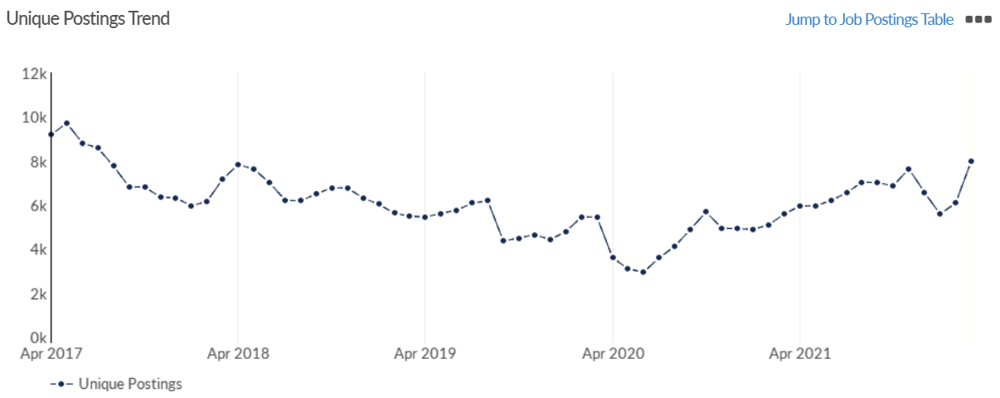 Unique Postings Trend
Jump to Job Postings Table
12k
10k
8k
6k
4k
2k
0k
Apr 2017
Apr 2018
Apr 2019
Apr 2020
Apr 2021
Unique Postings